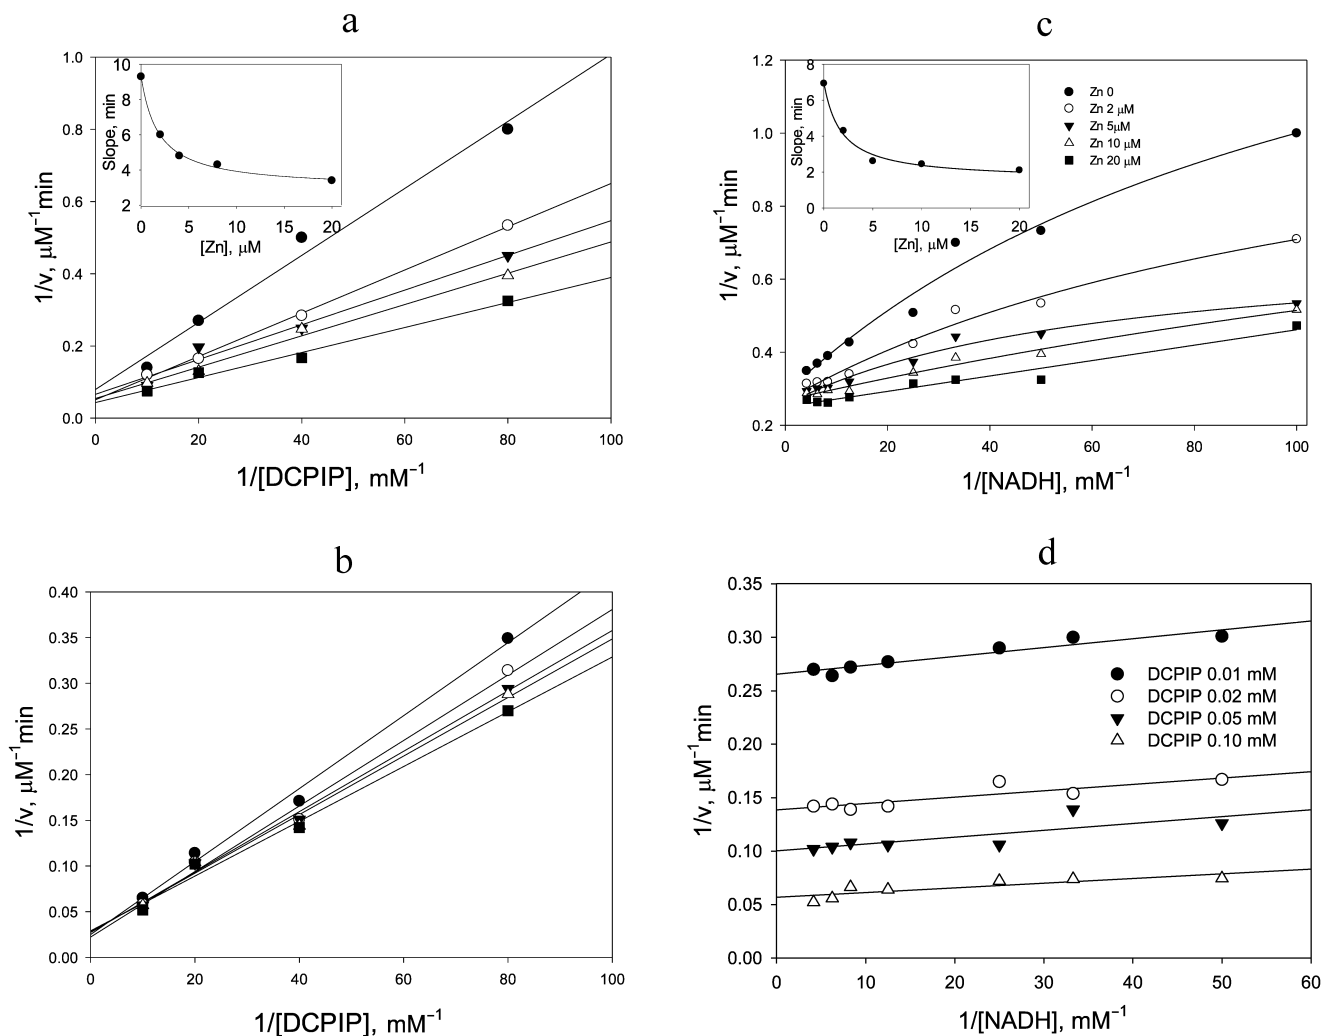 a
1.0
0.8
0.6
0.4
0.2
0.0
0 20 40 60 80 100
1/v, μM⁻¹min
1/[DCPIP], mM⁻¹
10
8
6
4
2
0 5 10 15 20
Slope, min
[Zn], μM
c
1.2
1.0
0.8
0.6
0.4
0.2
0 20 40 60 80 100
1/v, μM⁻¹min
1/[NADH], mM⁻¹
8
6
4
2
0
0 5 10 15 20
Slope, min
[Zn], μM
Zn 0
Zn 2 μM
Zn 5μM
Zn 10 μM
Zn 20 μM
b
0.40
0.35
0.30
0.25
0.20
0.15
0.10
0.05
0.00
0 20 40 60 80 100
1/v, μM⁻¹min
1/[DCPIP], mM⁻¹
d
0.35
0.30
0.25
0.20
0.15
0.10
0.05
0.00
0 10 20 30 40 50 60
1/v, μM⁻¹min
1/[NADH], mM⁻¹
DCPIP 0.01 mM
DCPIP 0.02 mM
DCPIP 0.05 mM
DCPIP 0.10 mM